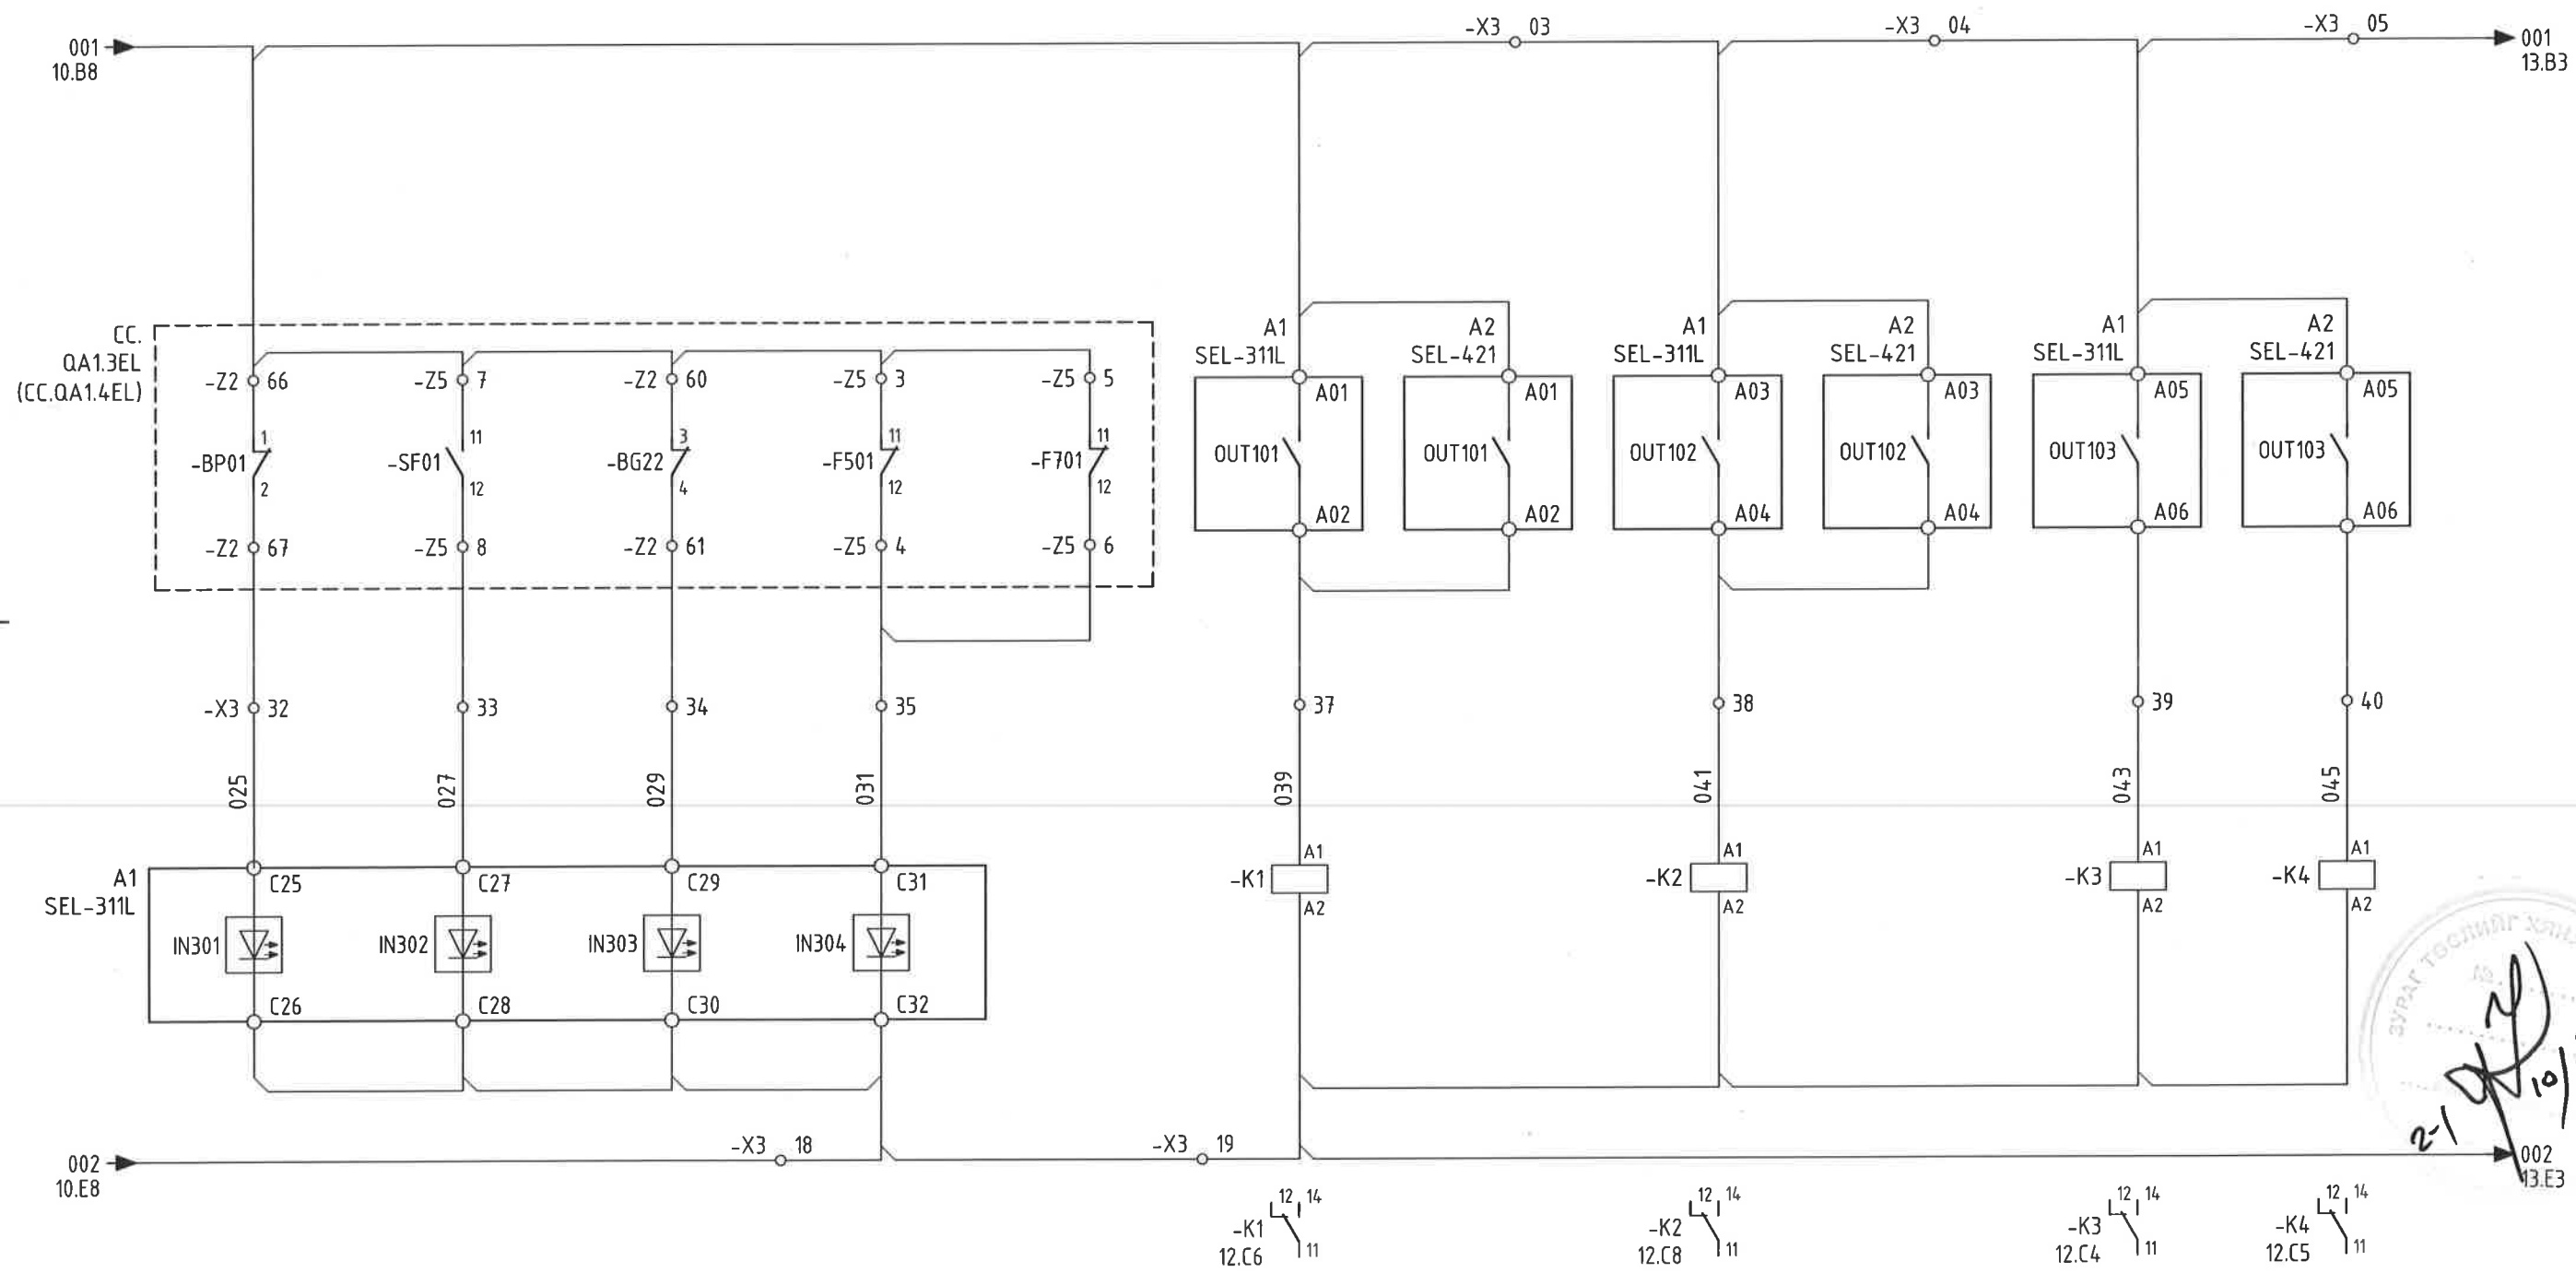 001
10.B8
-X3 03
-X3 04
-X3 05
001
13.B3
CC.
QA1.3EL
(CC.QA1.4EL)
-Z2 66
-Z5 7
-Z2 60
-Z5 3
-Z5 5
1
-BP01
2
11
-SF01
12
3
-BG22
4
11
-F501
12
11
-F701
12
-Z2 67
-Z5 8
-Z2 61
-Z5 4
-Z5 6
A1
SEL-311L
A01
OUT101
A02
A2
SEL-421
A01
OUT101
A02
A1
SEL-311L
A03
OUT102
A04
A2
SEL-421
A03
OUT102
A04
A1
SEL-311L
A05
OUT103
A06
A2
SEL-421
A05
OUT103
A06
-X3 32
33
34
35
37
38
39
40
025
027
029
031
039
041
043
045
A1
SEL-311L
C25
C27
C29
C31
IN301
IN302
IN303
IN304
C26
C28
C30
C32
A1
-K1
A2
A1
-K2
A2
A1
-K3
A2
A1
-K4
A2
ЗУРАГ ТӨСЛИЙГ
№
2-1
10/
002
10.E8
-X3 18
-X3 19
002
13.E3
12 14
-K1
12.C6
11
12 14
-K2
12.C8
11
12 14
-K3
12.C4
11
12 14
-K4
12.C5
11